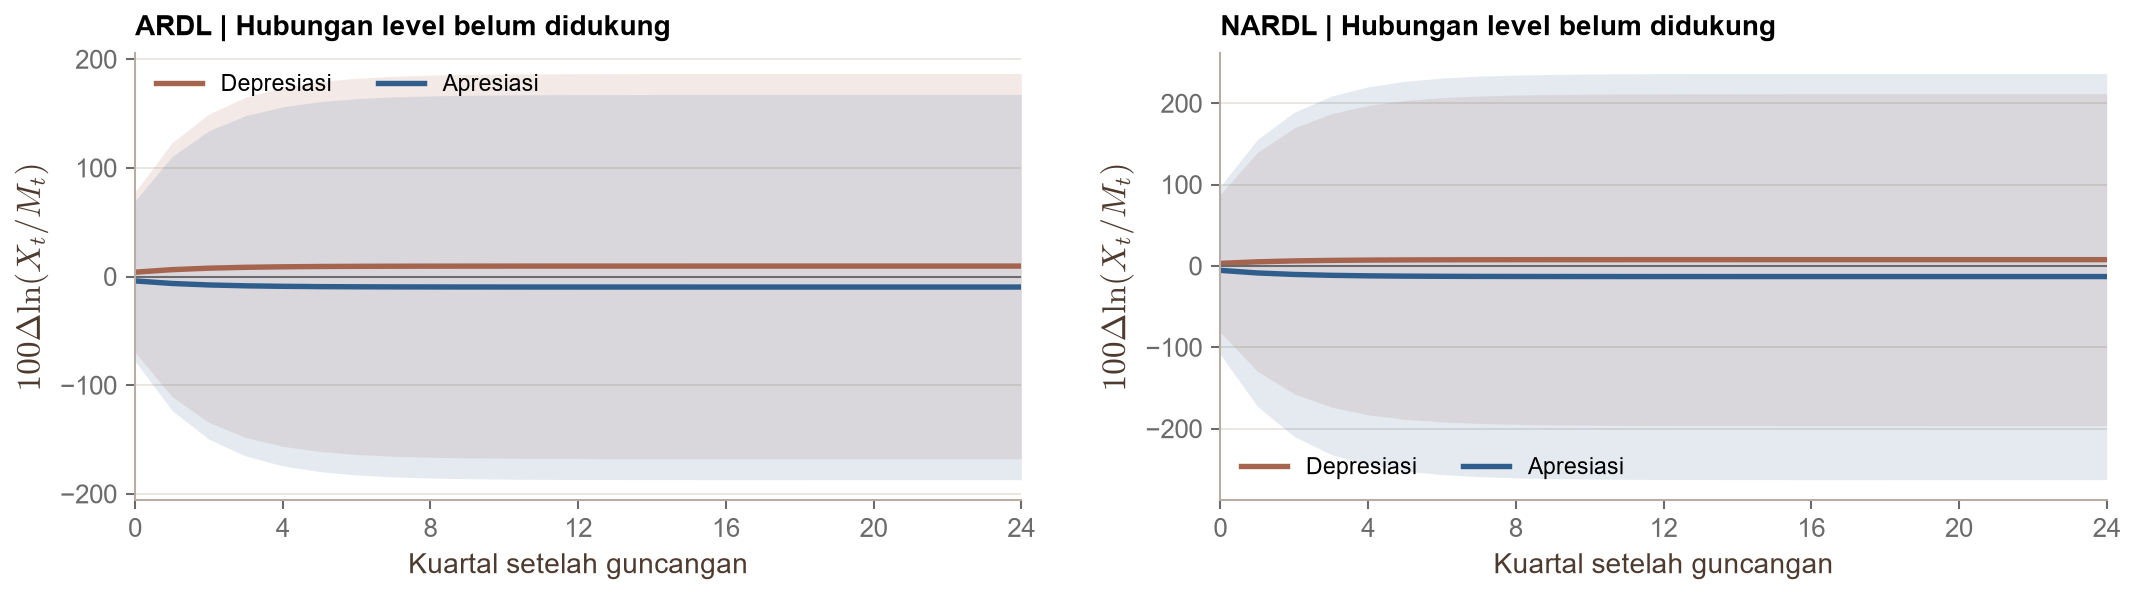 ARDL | Hubungan level belum didukung
Depresiasi Apresiasi
200
100
0
−100
−200
100Δln(X_t/M_t)
0 4 8 12 16 20 24
Kuartal setelah guncangan
NARDL | Hubungan level belum didukung
200
100
0
−100
−200
100Δln(X_t/M_t)
Depresiasi Apresiasi
0 4 8 12 16 20 24
Kuartal setelah guncangan